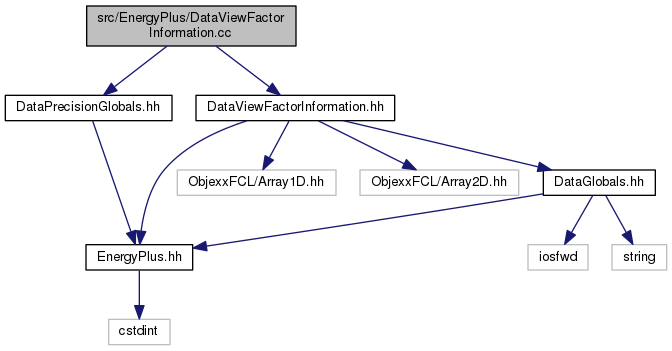 src/EnergyPlus/DataViewFactor
Information.cc
DataPrecisionGlobals.hh
DataViewFactorInformation.hh
ObjexxFCL/Array1D.hh
ObjexxFCL/Array2D.hh
DataGlobals.hh
EnergyPlus.hh
iosfwd
string
cstdint